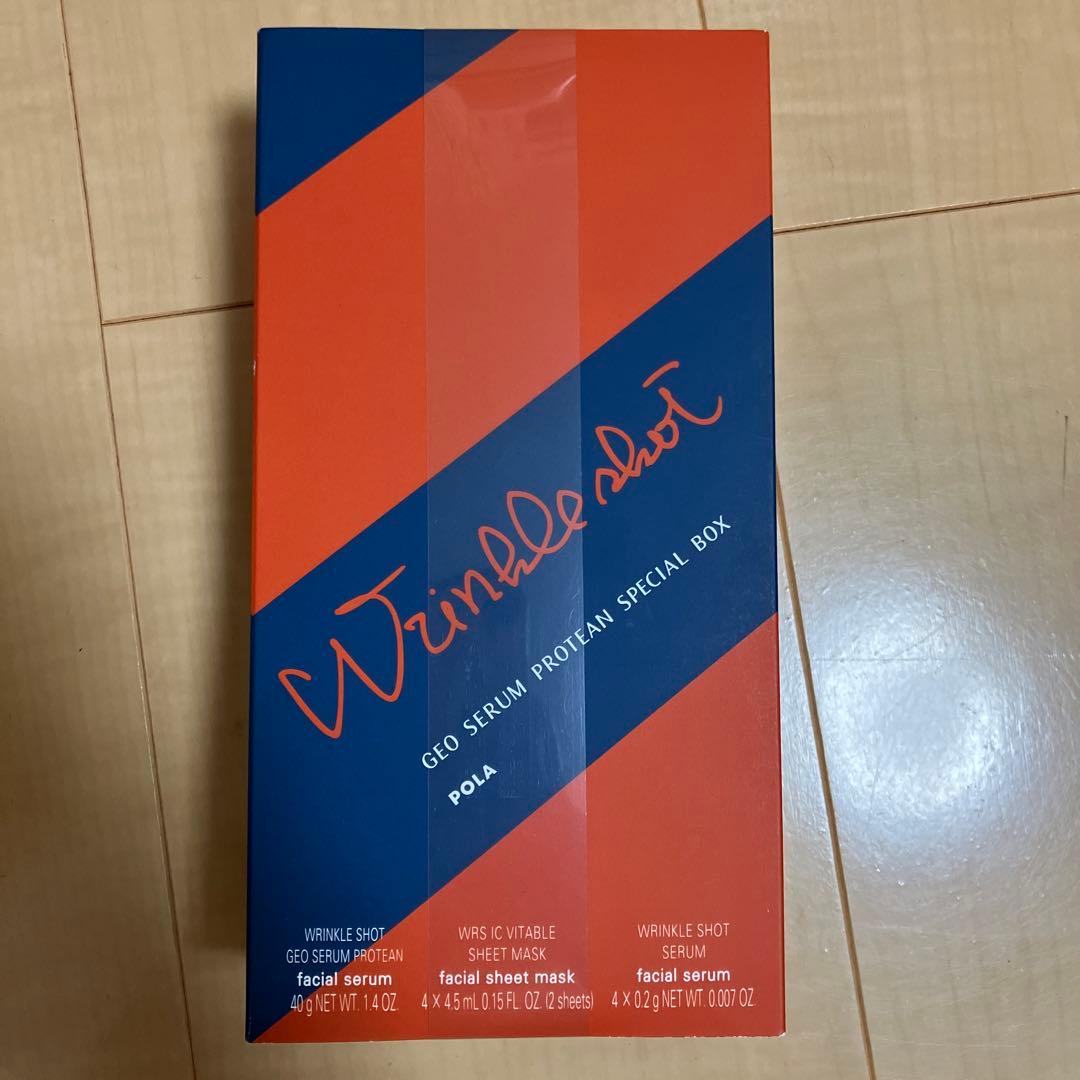 Wrinkle shot
GEO SERUM PROTEAN SPECIAL BOX
POLA
WRINKLE SHOT
GEO SERUM PROTEAN
facial serum
40 g NET WT. 1.4 OZ.
WRS IC VITABLE
SHEET MASK
facial sheet mask
4 × 4.5 mL 0.15 FL. OZ. (2 sheets)
WRINKLE SHOT
SERUM
facial serum
4 × 0.2 g NET WT. 0.007 OZ.